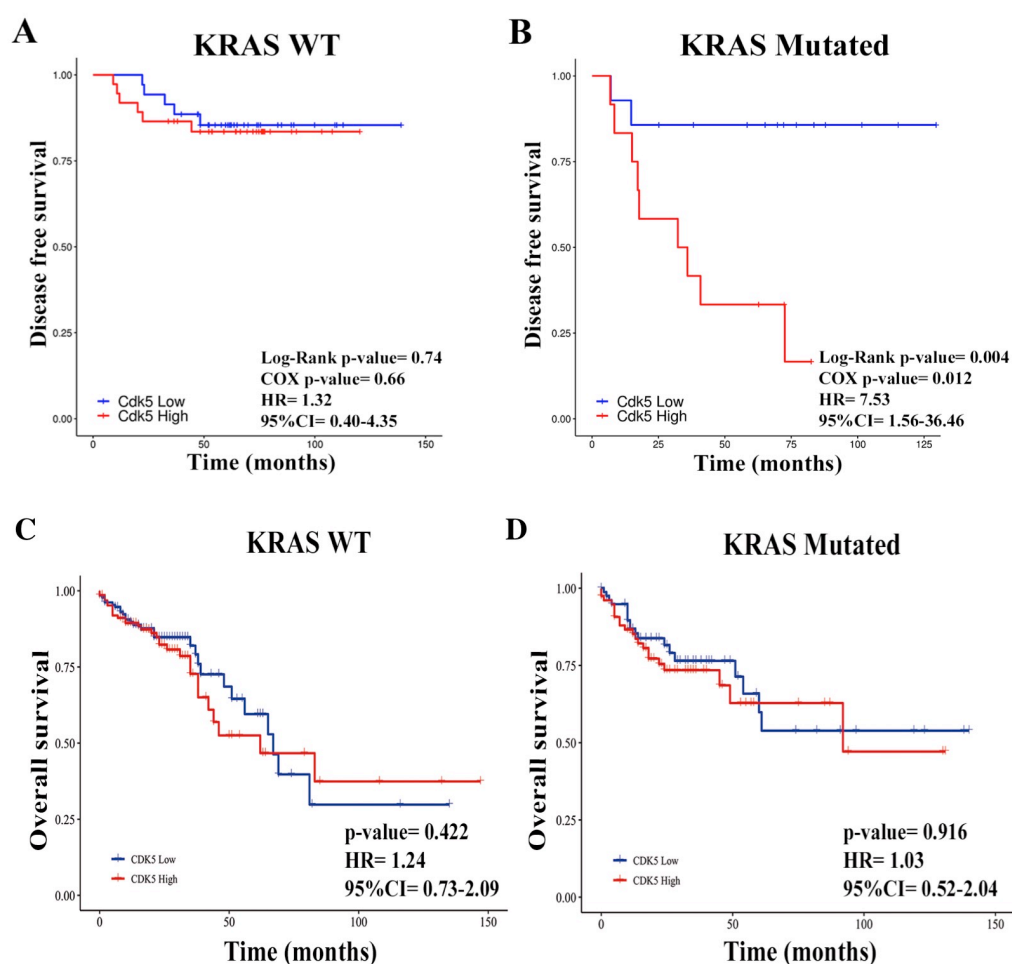 A
KRAS WT
Disease free survival
1.00
0.75
0.50
0.25
0.00
Log-Rank p-value= 0.74
COX p-value= 0.66
HR= 1.32
95%CI= 0.40-4.35
Cdk5 Low
Cdk5 High
0 50 100 150
Time (months)
B
KRAS Mutated
Disease free survival
1.00
0.75
0.50
0.25
0.00
Log-Rank p-value= 0.004
COX p-value= 0.012
HR= 7.53
95%CI= 1.56-36.46
Cdk5 Low
Cdk5 High
0 25 50 75 100 125
Time (months)
C
KRAS WT
Overall survival
1.00
0.75
0.50
0.25
0.00
p-value= 0.422
HR= 1.24
95%CI= 0.73-2.09
CDK5 Low
CDK5 High
0 50 100 150
Time (months)
D
KRAS Mutated
Overall survival
1.00
0.75
0.50
0.25
0.00
p-value= 0.916
HR= 1.03
95%CI= 0.52-2.04
CDK5 Low
CDK5 High
0 50 100 150
Time (months)